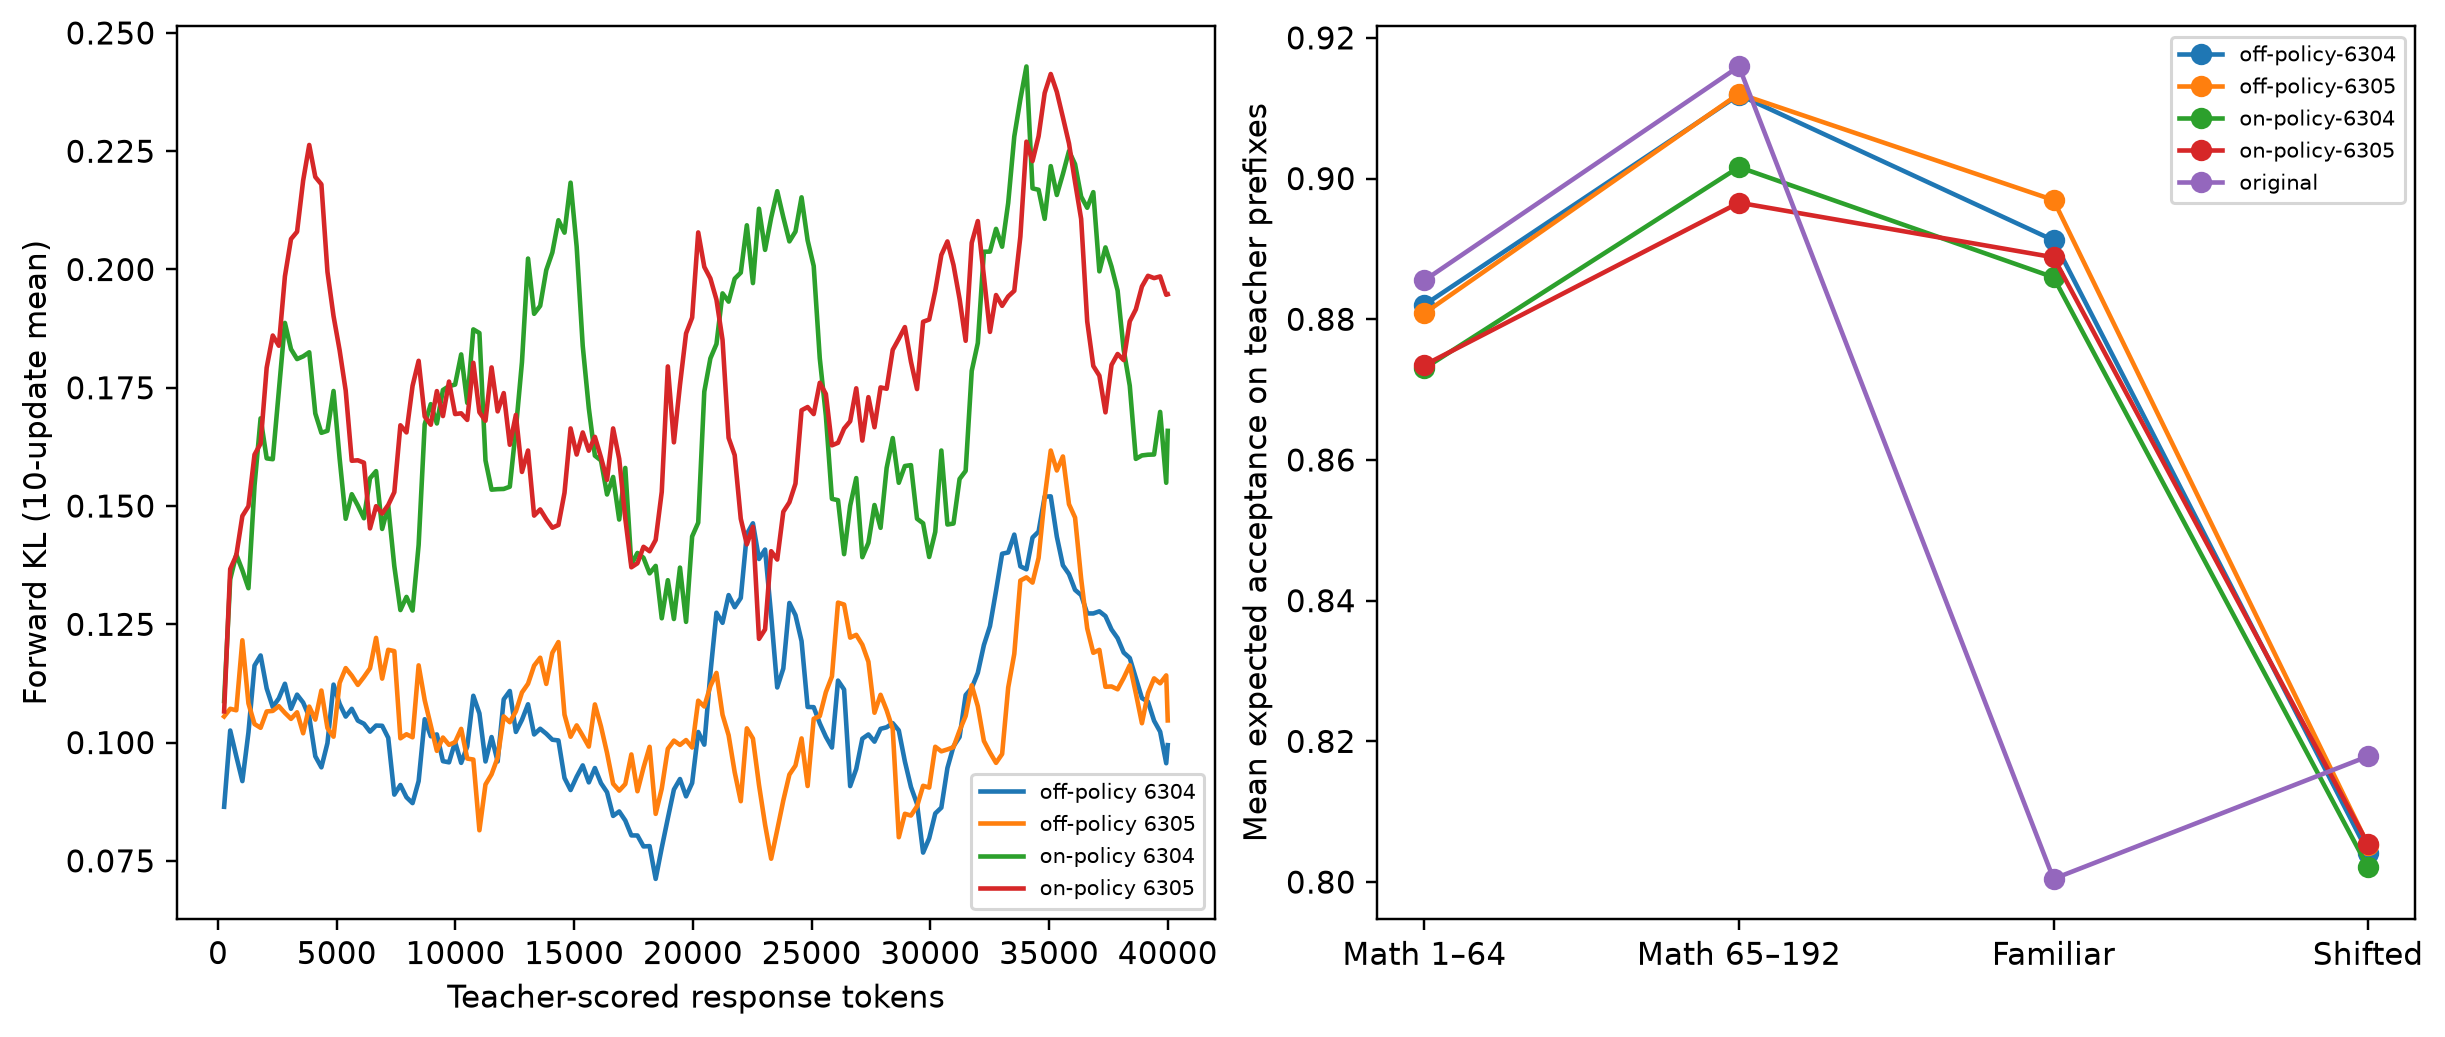 0.250
0.225
0.200
0.175
0.150
0.125
0.100
0.075
Forward KL (10-update mean)
0 5000 10000 15000 20000 25000 30000 35000 40000
Teacher-scored response tokens
off-policy 6304
off-policy 6305
on-policy 6304
on-policy 6305
0.92
0.90
0.88
0.86
0.84
0.82
0.80
Mean expected acceptance on teacher prefixes
Math 1–64 Math 65–192 Familiar Shifted
off-policy-6304
off-policy-6305
on-policy-6304
on-policy-6305
original